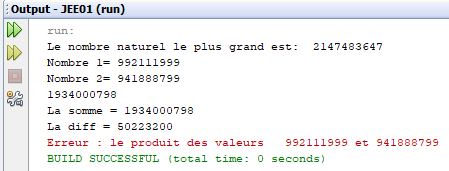 Output - JEE01 (run)
run:
Le nombre naturel le plus grand est:  2147483647
Nombre 1= 992111999
Nombre 2= 941888799
1934000798
La somme = 1934000798
La diff = 50223200
Erreur : le produit des valeurs   992111999 et 941888799
BUILD SUCCESSFUL (total time: 0 seconds)